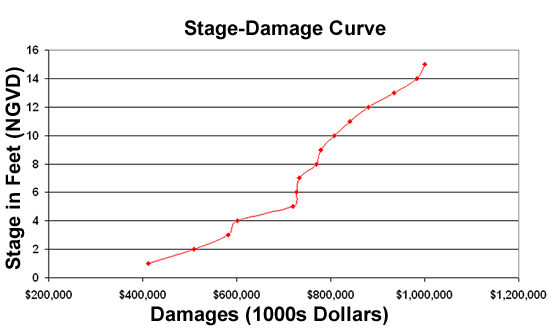 Stage-Damage Curve
Stage in Feet (NGVD)
16
14
12
10
8
6
4
2
0
$200,000 $400,000 $600,000 $800,000 $1,000,000 $1,200,000
Damages (1000s Dollars)